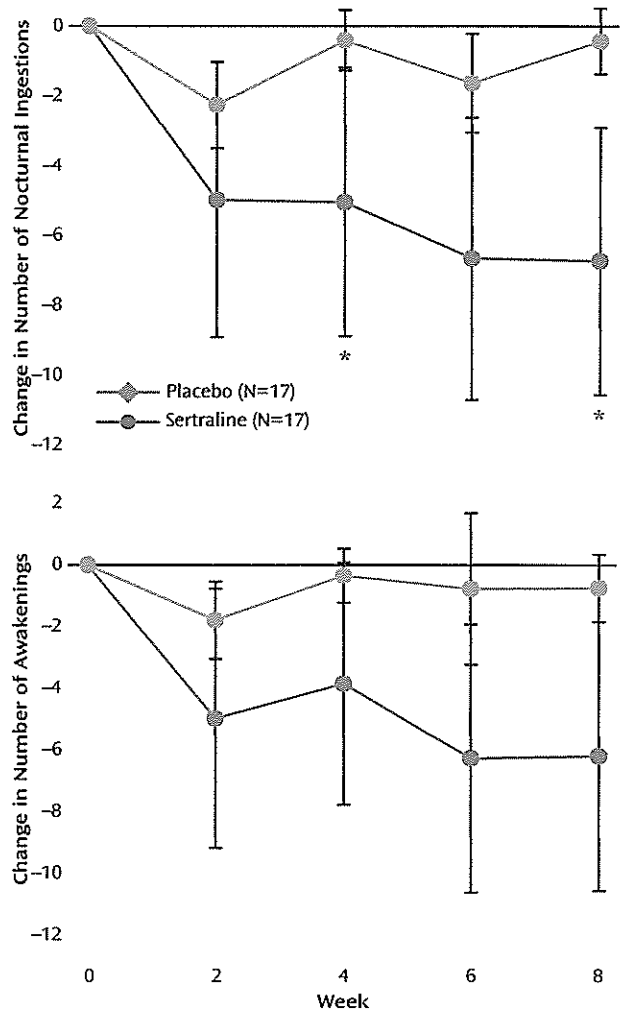 Change in Number of Nocturnal Ingestions
0
–2
–4
–6
–8
–10
–12
*
*
Placebo (N=17)
Sertraline (N=17)
Change in Number of Awakenings
2
0
–2
–4
–6
–8
–10
–12
0 2 4 6 8
Week